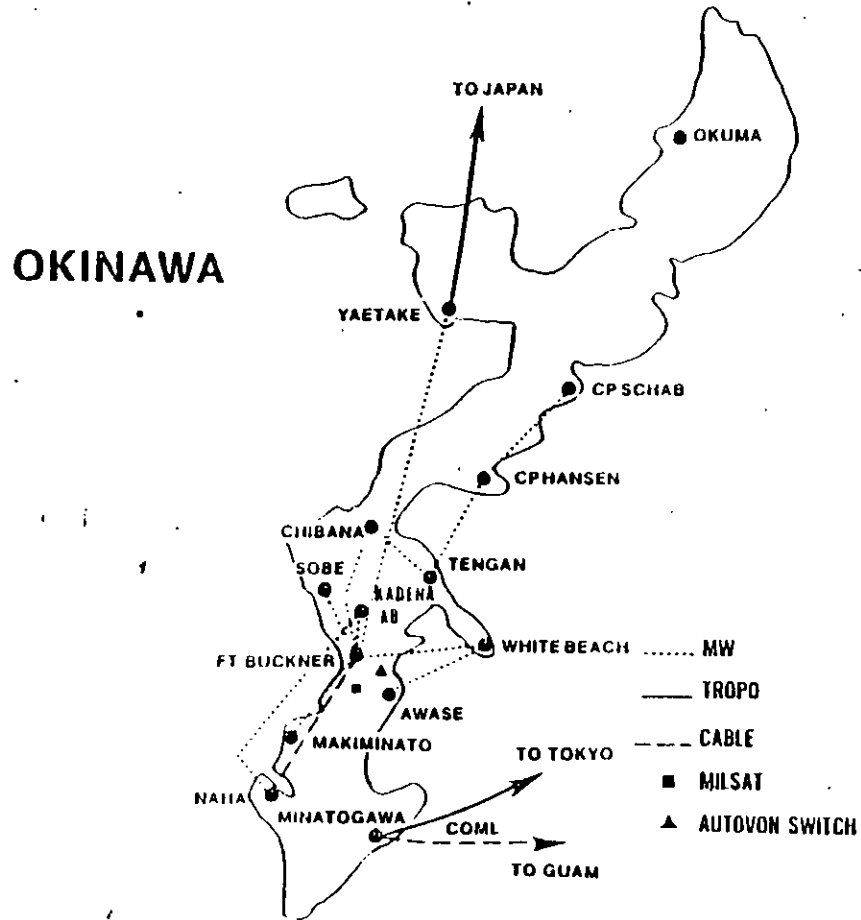 TO JAPAN
OKUMA
OKINAWA
YAETAKE
CP SCHAB
CP HANSEN
CHIBANA
TENGAN
SOBE
KADENA
AB
FT BUCKNER
WHITE BEACH
MW
TROPO
AWASE
MAKIMINATO
CABLE
TO TOKYO
MILSAT
NAHA
MINATOGAWA
COML
AUTOVON SWITCH
TO GUAM